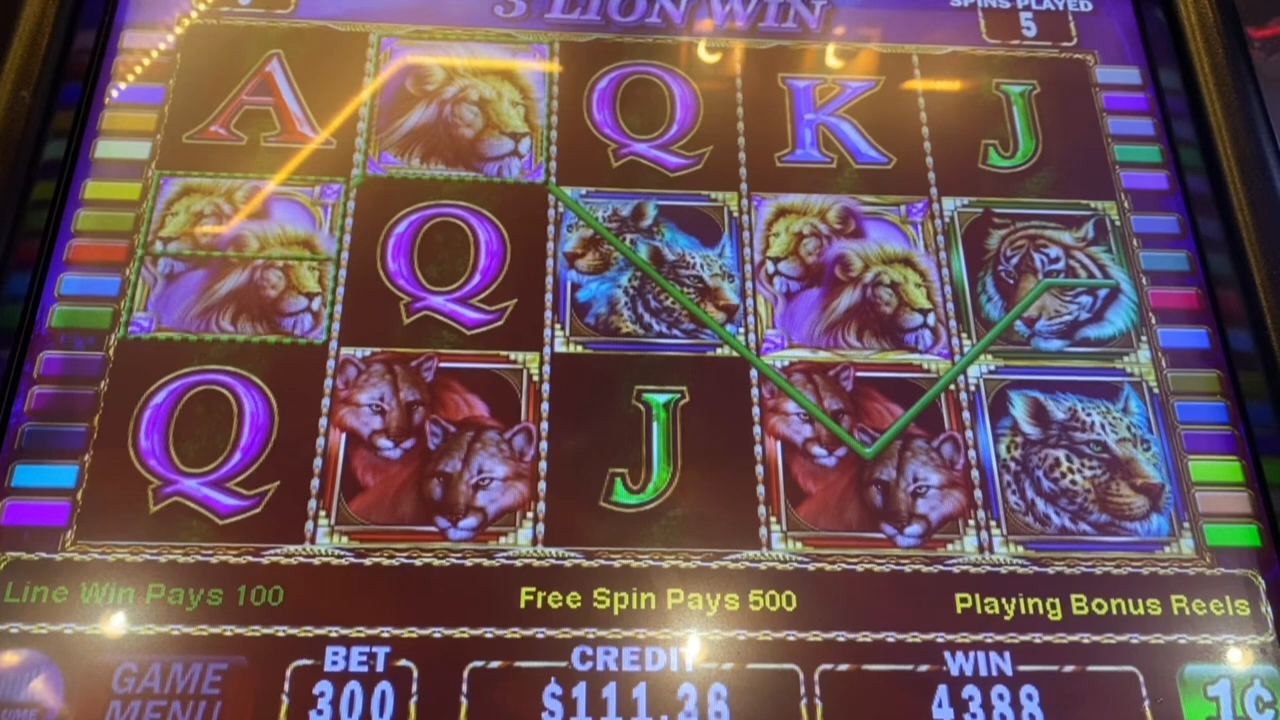 3 LION WIN
SPINS PLAYED
5
A
Q
K
J
Q
Q
J
Line Win Pays 100
Free Spin Pays 500
Playing Bonus Reels
GAME
MENU
BET
300
CREDIT
$111.36
WIN
4388
1¢